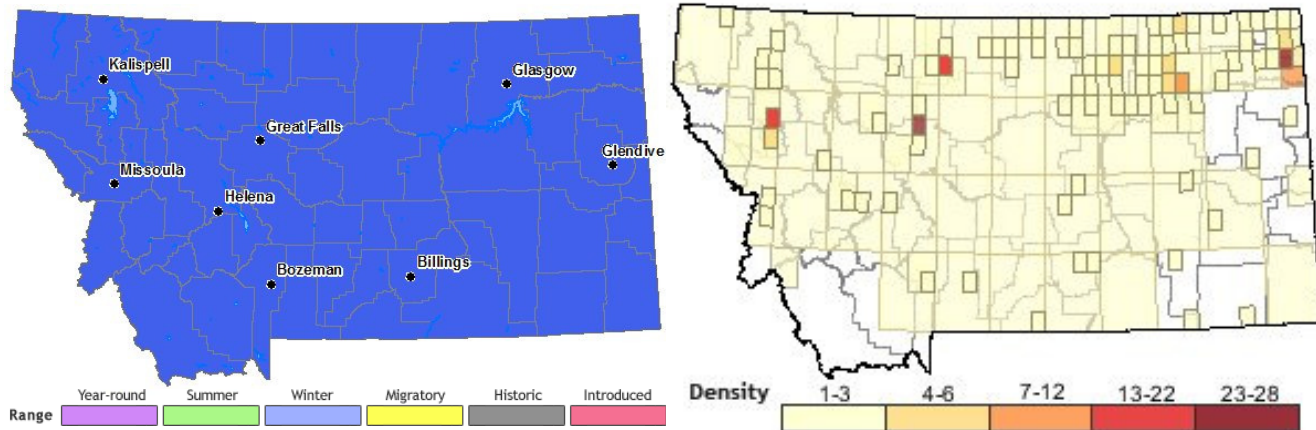 Kalispell
Glasgow
Great Falls
Glendive
Missoula
Helena
Billings
Bozeman
Range Year-round Summer Winter Migratory Historic Introduced
Density 1-3 4-6 7-12 13-22 23-28